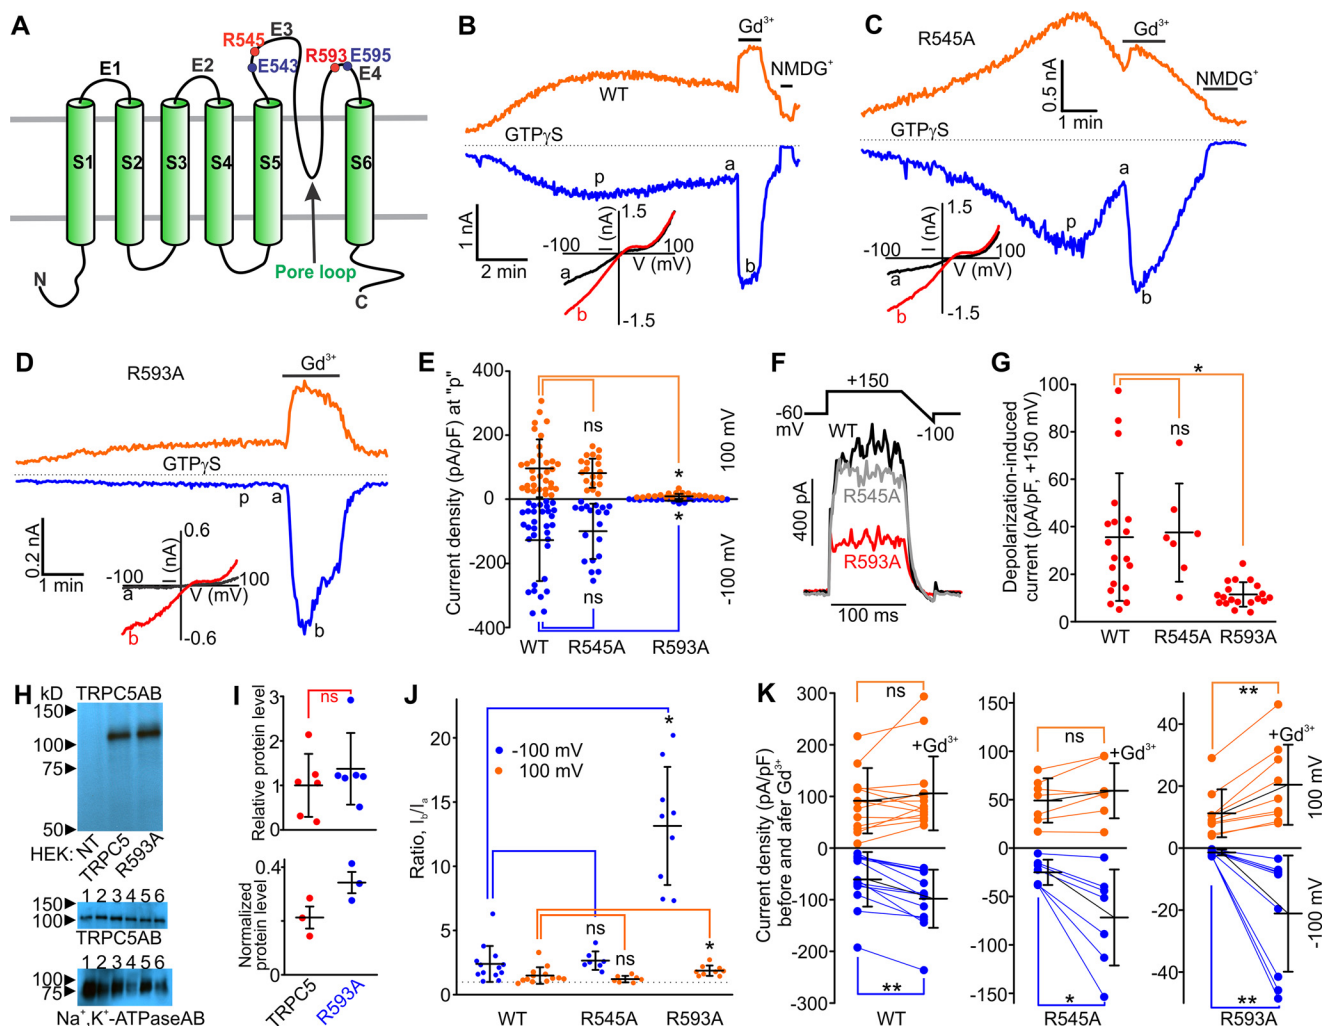 A
R545
E3
R593
E595
E543
E4
E1
E2
S1
S2
S3
S4
S5
S6
N
Pore loop
C
B
Gd³⁺
NMDG⁺
WT
GTPγS
a
p
b
1 nA
2 min
1.5
-100
I (nA)
100
V (mV)
a
b
-1.5
C
R545A
Gd³⁺
NMDG⁺
0.5 nA
1 min
GTPγS
a
p
b
1.5
-100
I (nA)
100
V (mV)
a
b
-1.5
D
R593A
Gd³⁺
GTPγS
p
a
b
0.2 nA
1 min
0.6
-100
I (nA)
100
V (mV)
a
b
-0.6
E
Current density (pA/pF) at "p"
400
200
0
-200
-400
ns
*
*
ns
100 mV
-100 mV
WT
R545A
R593A
F
+150
-60
mV
-100
WT
R545A
R593A
400 pA
100 ms
G
Depolarization-induced
current (pA/pF, +150 mV)
100
80
60
40
20
0
*
ns
WT
R545A
R593A
H
kD
TRPC5AB
150
100
75
50
HEK:
NT
TRPC5
R593A
1 2 3 4 5 6
150
100
TRPC5AB
1 2 3 4 5 6
100
75
Na⁺,K⁺-ATPaseAB
I
Relative protein level
3
2
1
0
ns
Normalized
protein level
0.4
0.2
0
TRPC5
R593A
J
Ratio, I_b/I_a
20
15
10
5
0
-100 mV
100 mV
*
ns
ns
*
WT
R545A
R593A
K
Current density (pA/pF)
before and afer Gd³⁺
300
200
100
0
-100
-200
-300
ns
+Gd³⁺
**
WT
150
100
50
0
-50
-100
-150
ns
+Gd³⁺
*
R545A
40
20
0
-20
-40
**
+Gd³⁺
**
R593A
100 mV
-100 mV